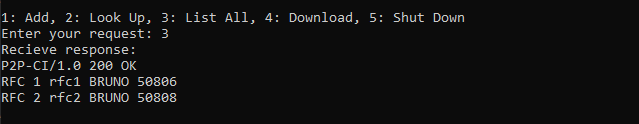 1: Add, 2: Look Up, 3: List All, 4: Download, 5: Shut Down
Enter your request: 3
Recieve response:
P2P-CI/1.0 200 OK
RFC 1 rfc1 BRUNO 50806
RFC 2 rfc2 BRUNO 50808